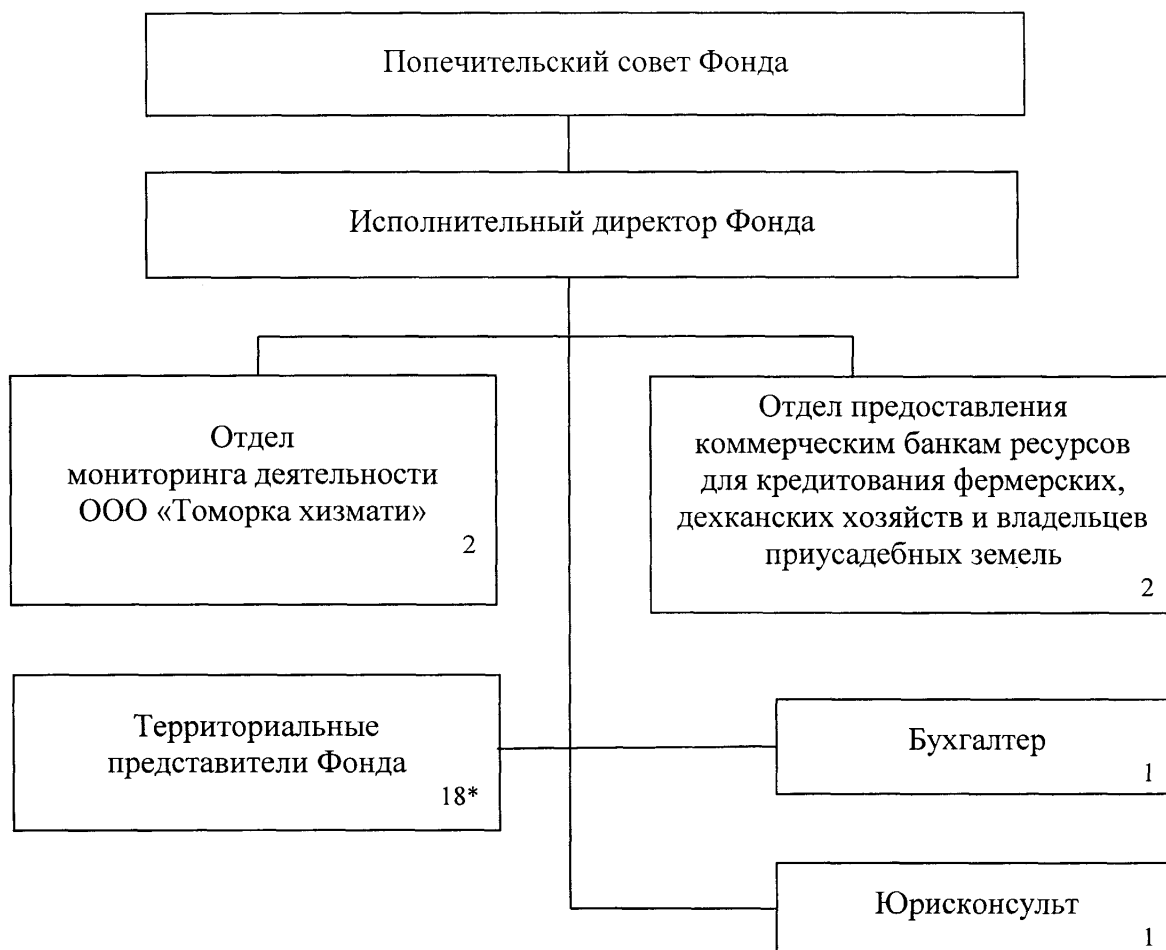 Попечительский совет Фонда
Исполнительный директор Фонда
Отдел
мониторинга деятельности
ООО «Томорка хизмати»
2
Отдел предоставления
коммерческим банкам ресурсов
для кредитования фермерских,
дехканских хозяйств и владельцев
приусадебных земель
2
Территориальные
представители Фонда
18*
Бухгалтер
1
Юрисконсульт
1